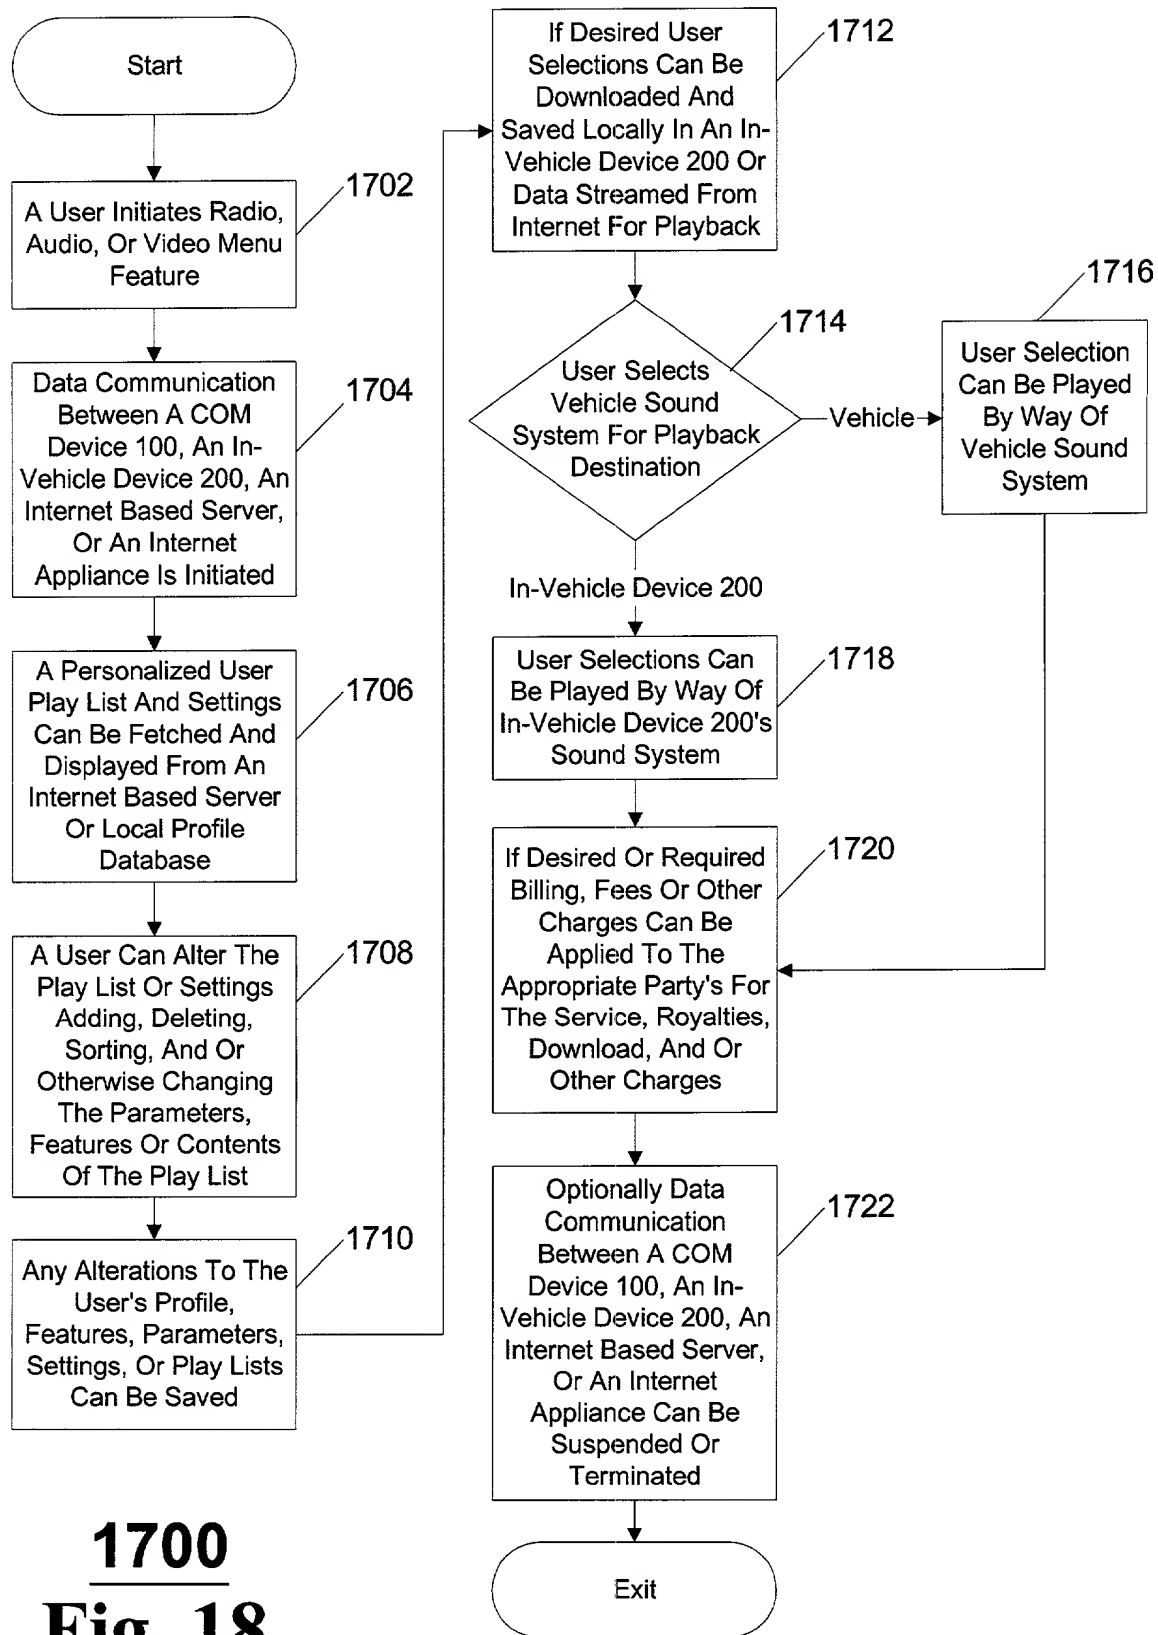 Start
1702
A User Initiates Radio,
Audio, Or Video Menu
Feature
1704
Data Communication
Between A COM
Device 100, An In-
Vehicle Device 200, An
Internet Based Server,
Or An Internet
Appliance Is Initiated
1706
A Personalized User
Play List And Settings
Can Be Fetched And
Displayed From An
Internet Based Server
Or Local Profile
Database
1708
A User Can Alter The
Play List Or Settings
Adding, Deleting,
Sorting, And Or
Otherwise Changing
The Parameters,
Features Or Contents
Of The Play List
1710
Any Alterations To The
User's Profile,
Features, Parameters,
Settings, Or Play Lists
Can Be Saved
1712
If Desired User
Selections Can Be
Downloaded And
Saved Locally In An In-
Vehicle Device 200 Or
Data Streamed From
Internet For Playback
1714
User Selects
Vehicle Sound
System For Playback
Destination
Vehicle
1716
User Selection
Can Be Played
By Way Of
Vehicle Sound
System
In-Vehicle Device 200
1718
User Selections Can
Be Played By Way Of
In-Vehicle Device 200's
Sound System
1720
If Desired Or Required
Billing, Fees Or Other
Charges Can Be
Applied To The
Appropriate Party's For
The Service, Royalties,
Download, And Or
Other Charges
1722
Optionally Data
Communication
Between A COM
Device 100, An In-
Vehicle Device 200, An
Internet Based Server,
Or An Internet
Appliance Can Be
Suspended Or
Terminated
Exit
1700
Fig. 18